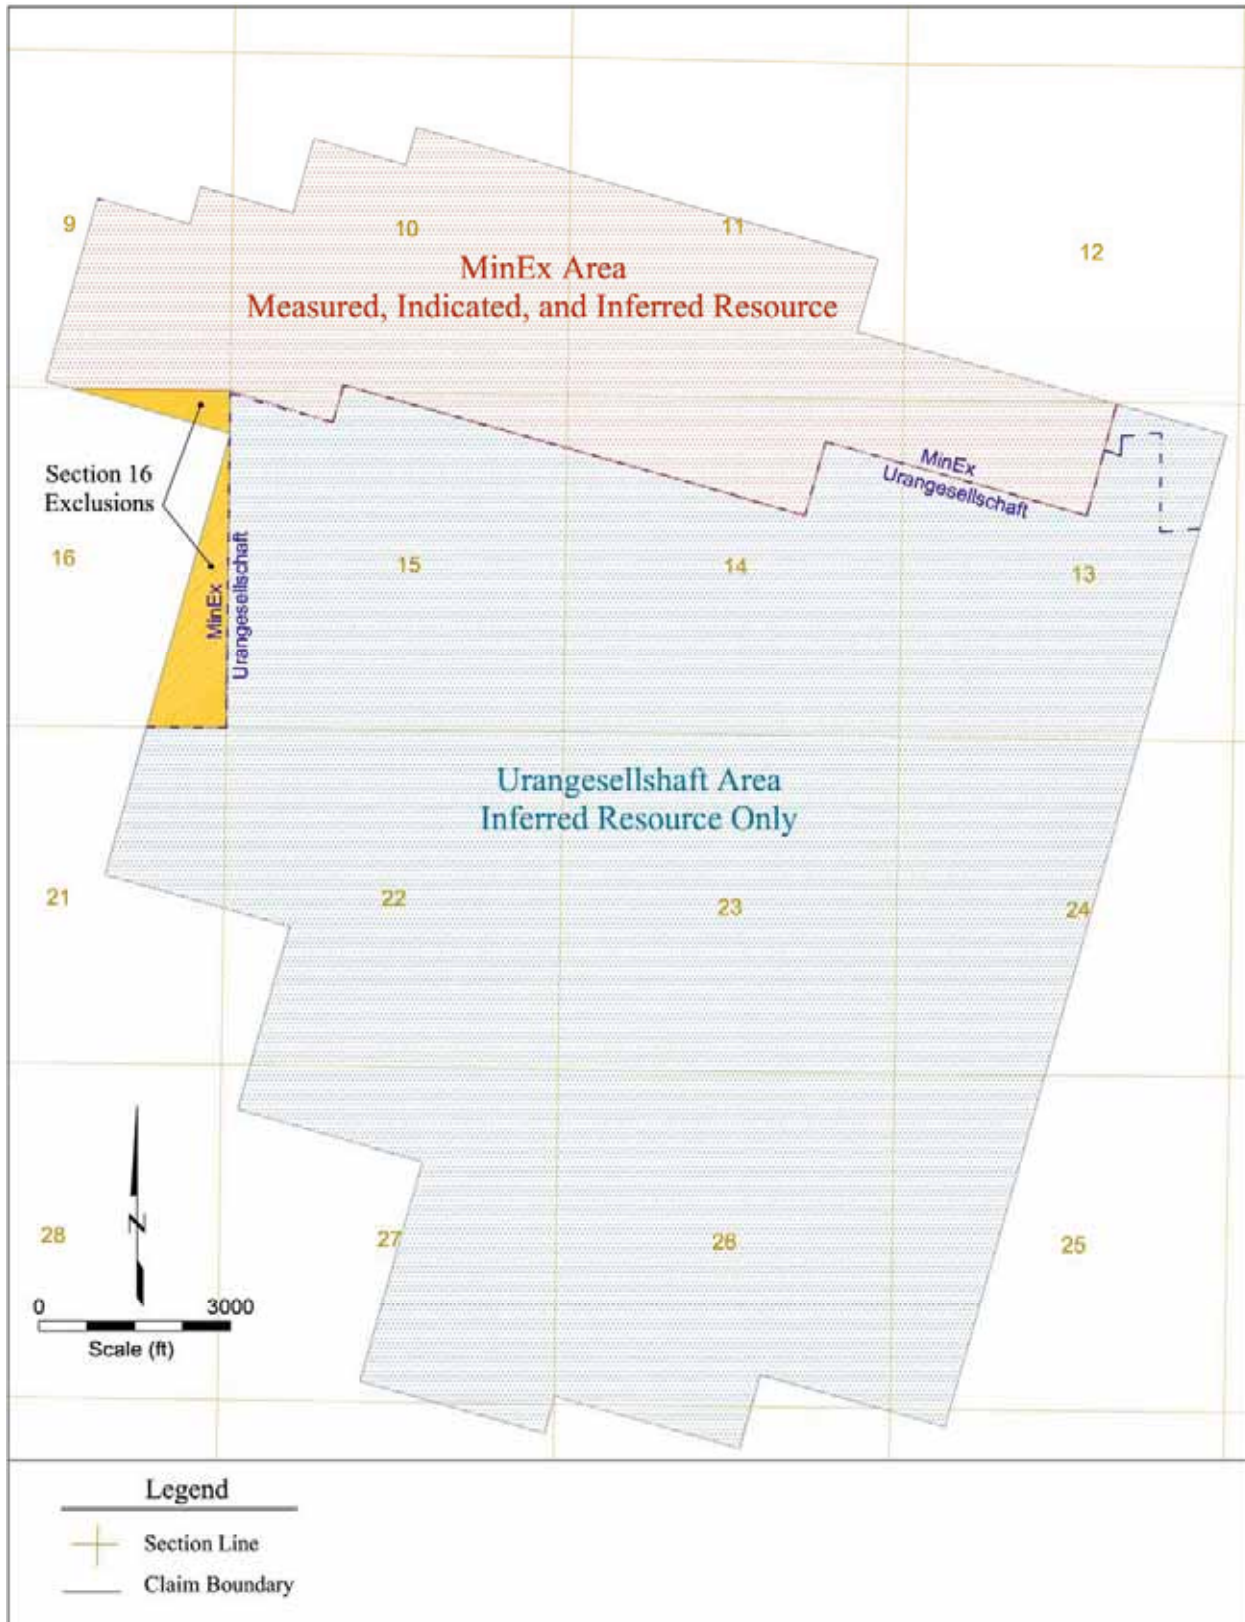 9
10
11
12
MinEx Area
Measured, Indicated, and Inferred Resource
Section 16
Exclusions
MinEx
Urangesellschaft
16
15
14
13
MinEx
Urangesellschaft
Urangesellshaft Area
Inferred Resource Only
21
22
23
24
N
28
27
26
25
0 3000
Scale (ft)
Legend
Section Line
Claim Boundary